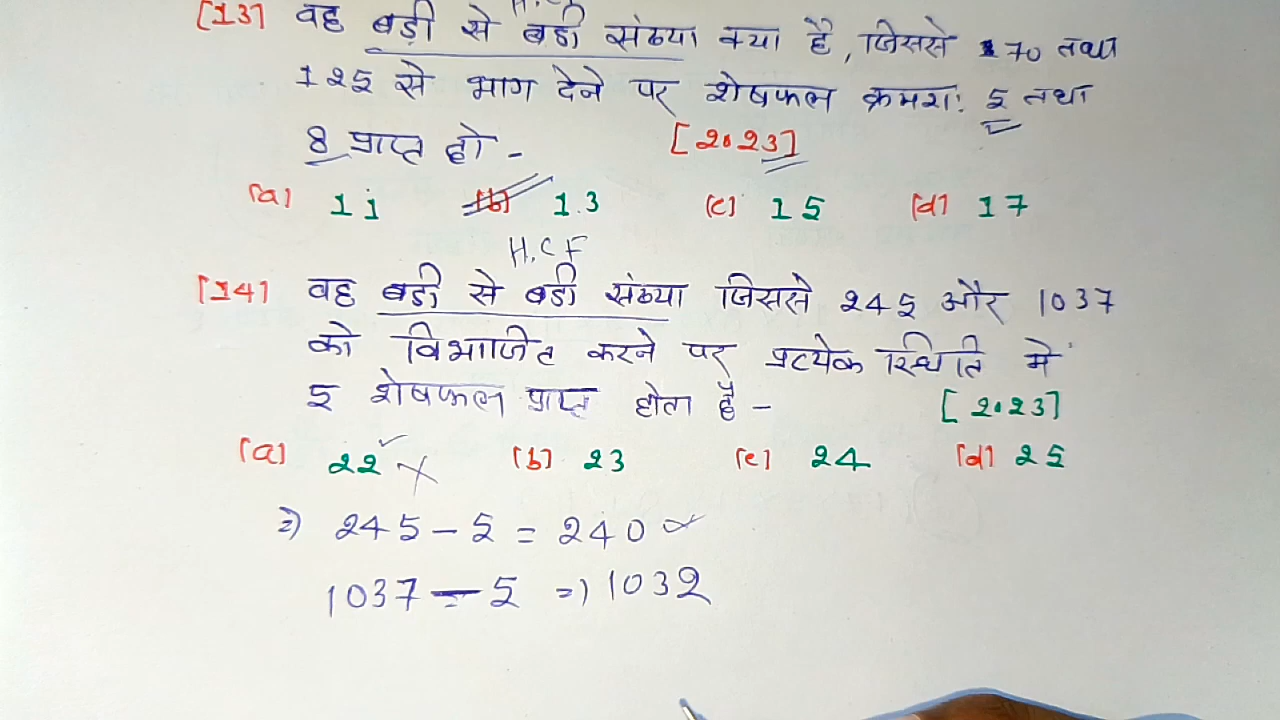 [13] वह बड़ी से बडी संख्या क्या है, जिससे 70 तथा
125 से भाग देने पर शेषफल क्रमशः 5 तथा
8 प्राप्त हो - [2023]
(a) 11 (b) 13 (c) 15 (d) 17
H.C.F
[14] वह बडी से बडी संख्या जिससे 245 और 1037
को विभाजित करने पर प्रत्येक स्थिति में
5 शेषफल प्राप्त होता है - [2023]
(a) 22 (b) 23 (c) 24 (d) 25
⇒) 245 - 5 = 240
1037 - 5 =) 1032